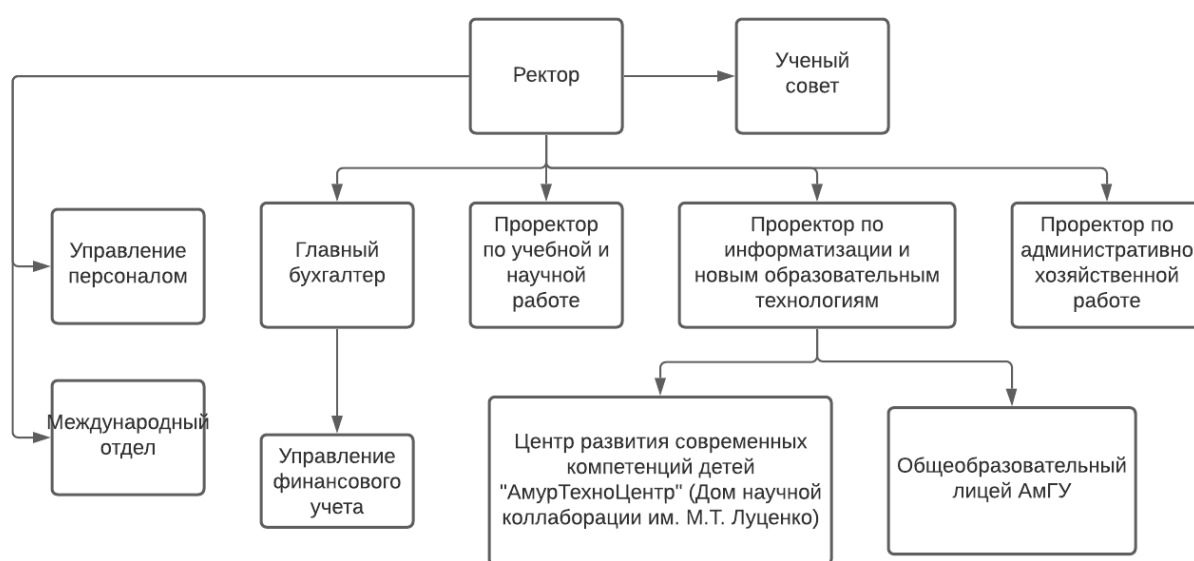 Ректор
Ученый
совет
Управление
персоналом
Главный
бухгалтер
Проректор
по учебной и
научной
работе
Проректор по
информатизации и
новым образовательным
технологиям
Проректор по
административно
хозяйственной
работе
Международный
отдел
Управление
финансового
учета
Центр развития современных
компетенций детей
"АмурТехноЦентр" (Дом научной
коллаборации им. М.Т. Луценко)
Общеобразовательный
лицей АмГУ